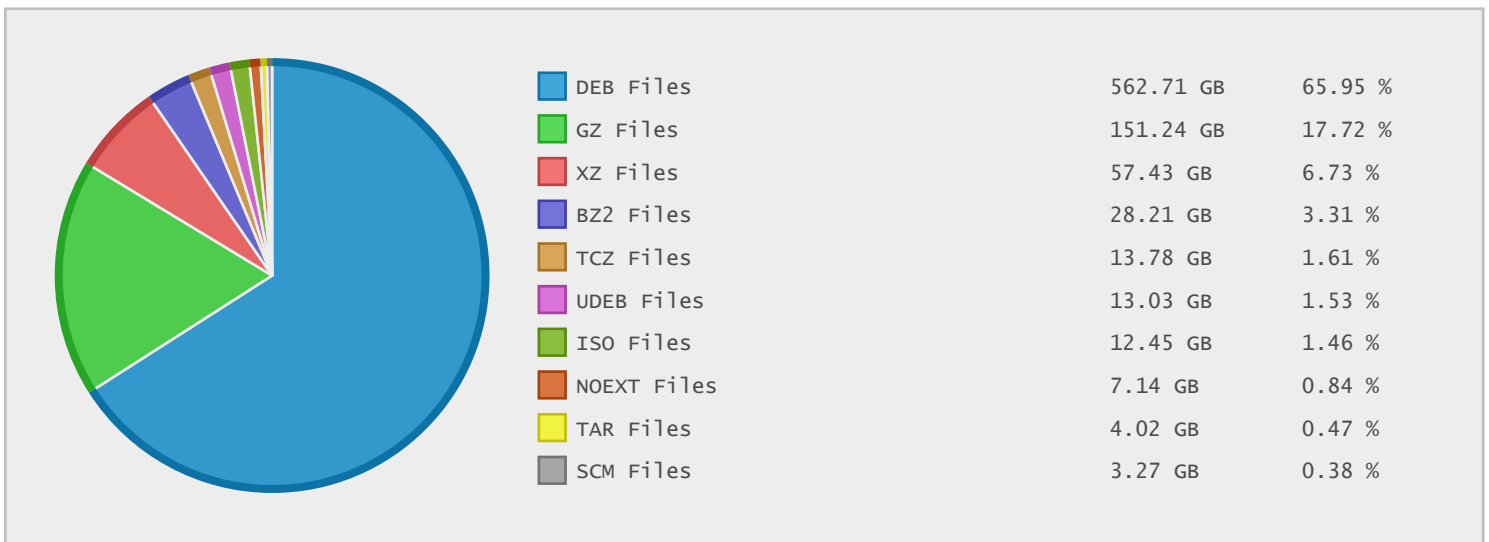 DEB Files 562.71 GB 65.95 %
GZ Files 151.24 GB 17.72 %
XZ Files 57.43 GB 6.73 %
BZ2 Files 28.21 GB 3.31 %
TCZ Files 13.78 GB 1.61 %
UDEB Files 13.03 GB 1.53 %
ISO Files 12.45 GB 1.46 %
NOEXT Files 7.14 GB 0.84 %
TAR Files 4.02 GB 0.47 %
SCM Files 3.27 GB 0.38 %